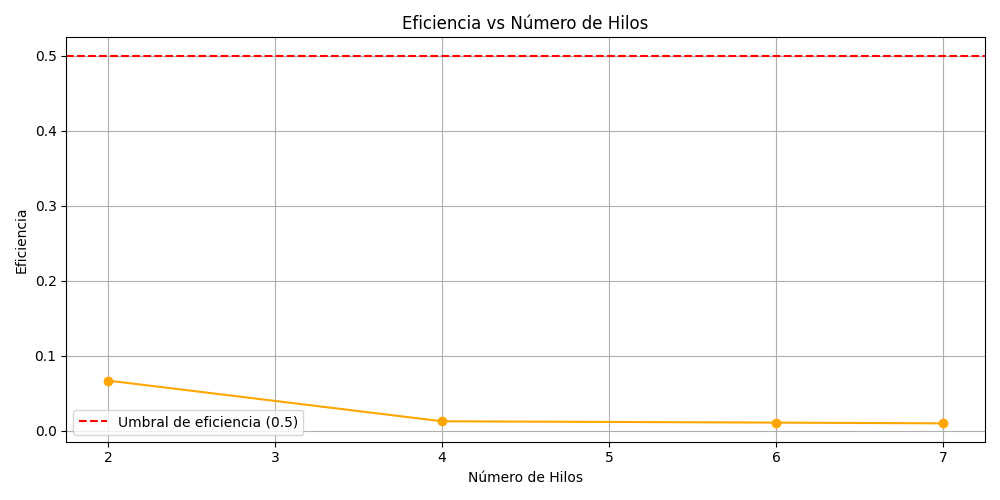 Eficiencia vs Número de Hilos
Eficiencia
0.5
0.4
0.3
0.2
0.1
0.0
Umbral de eficiencia (0.5)
2 3 4 5 6 7
Número de Hilos